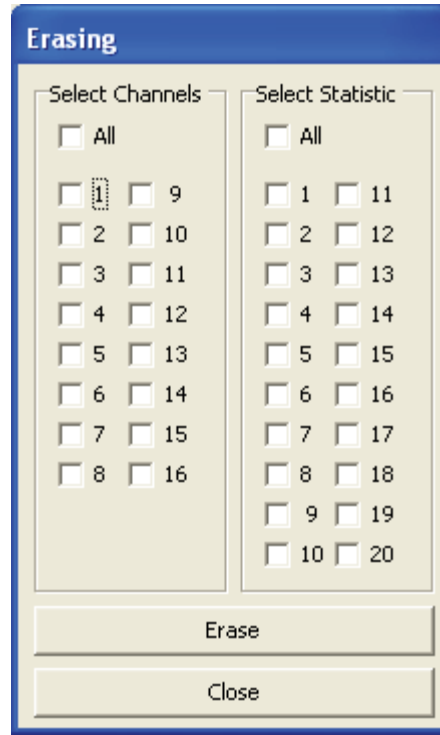 Erasing
Select Channels
All
1 9
2 10
3 11
4 12
5 13
6 14
7 15
8 16
Select Statistic
All
1 11
2 12
3 13
4 14
5 15
6 16
7 17
8 18
9 19
10 20
Erase
Close